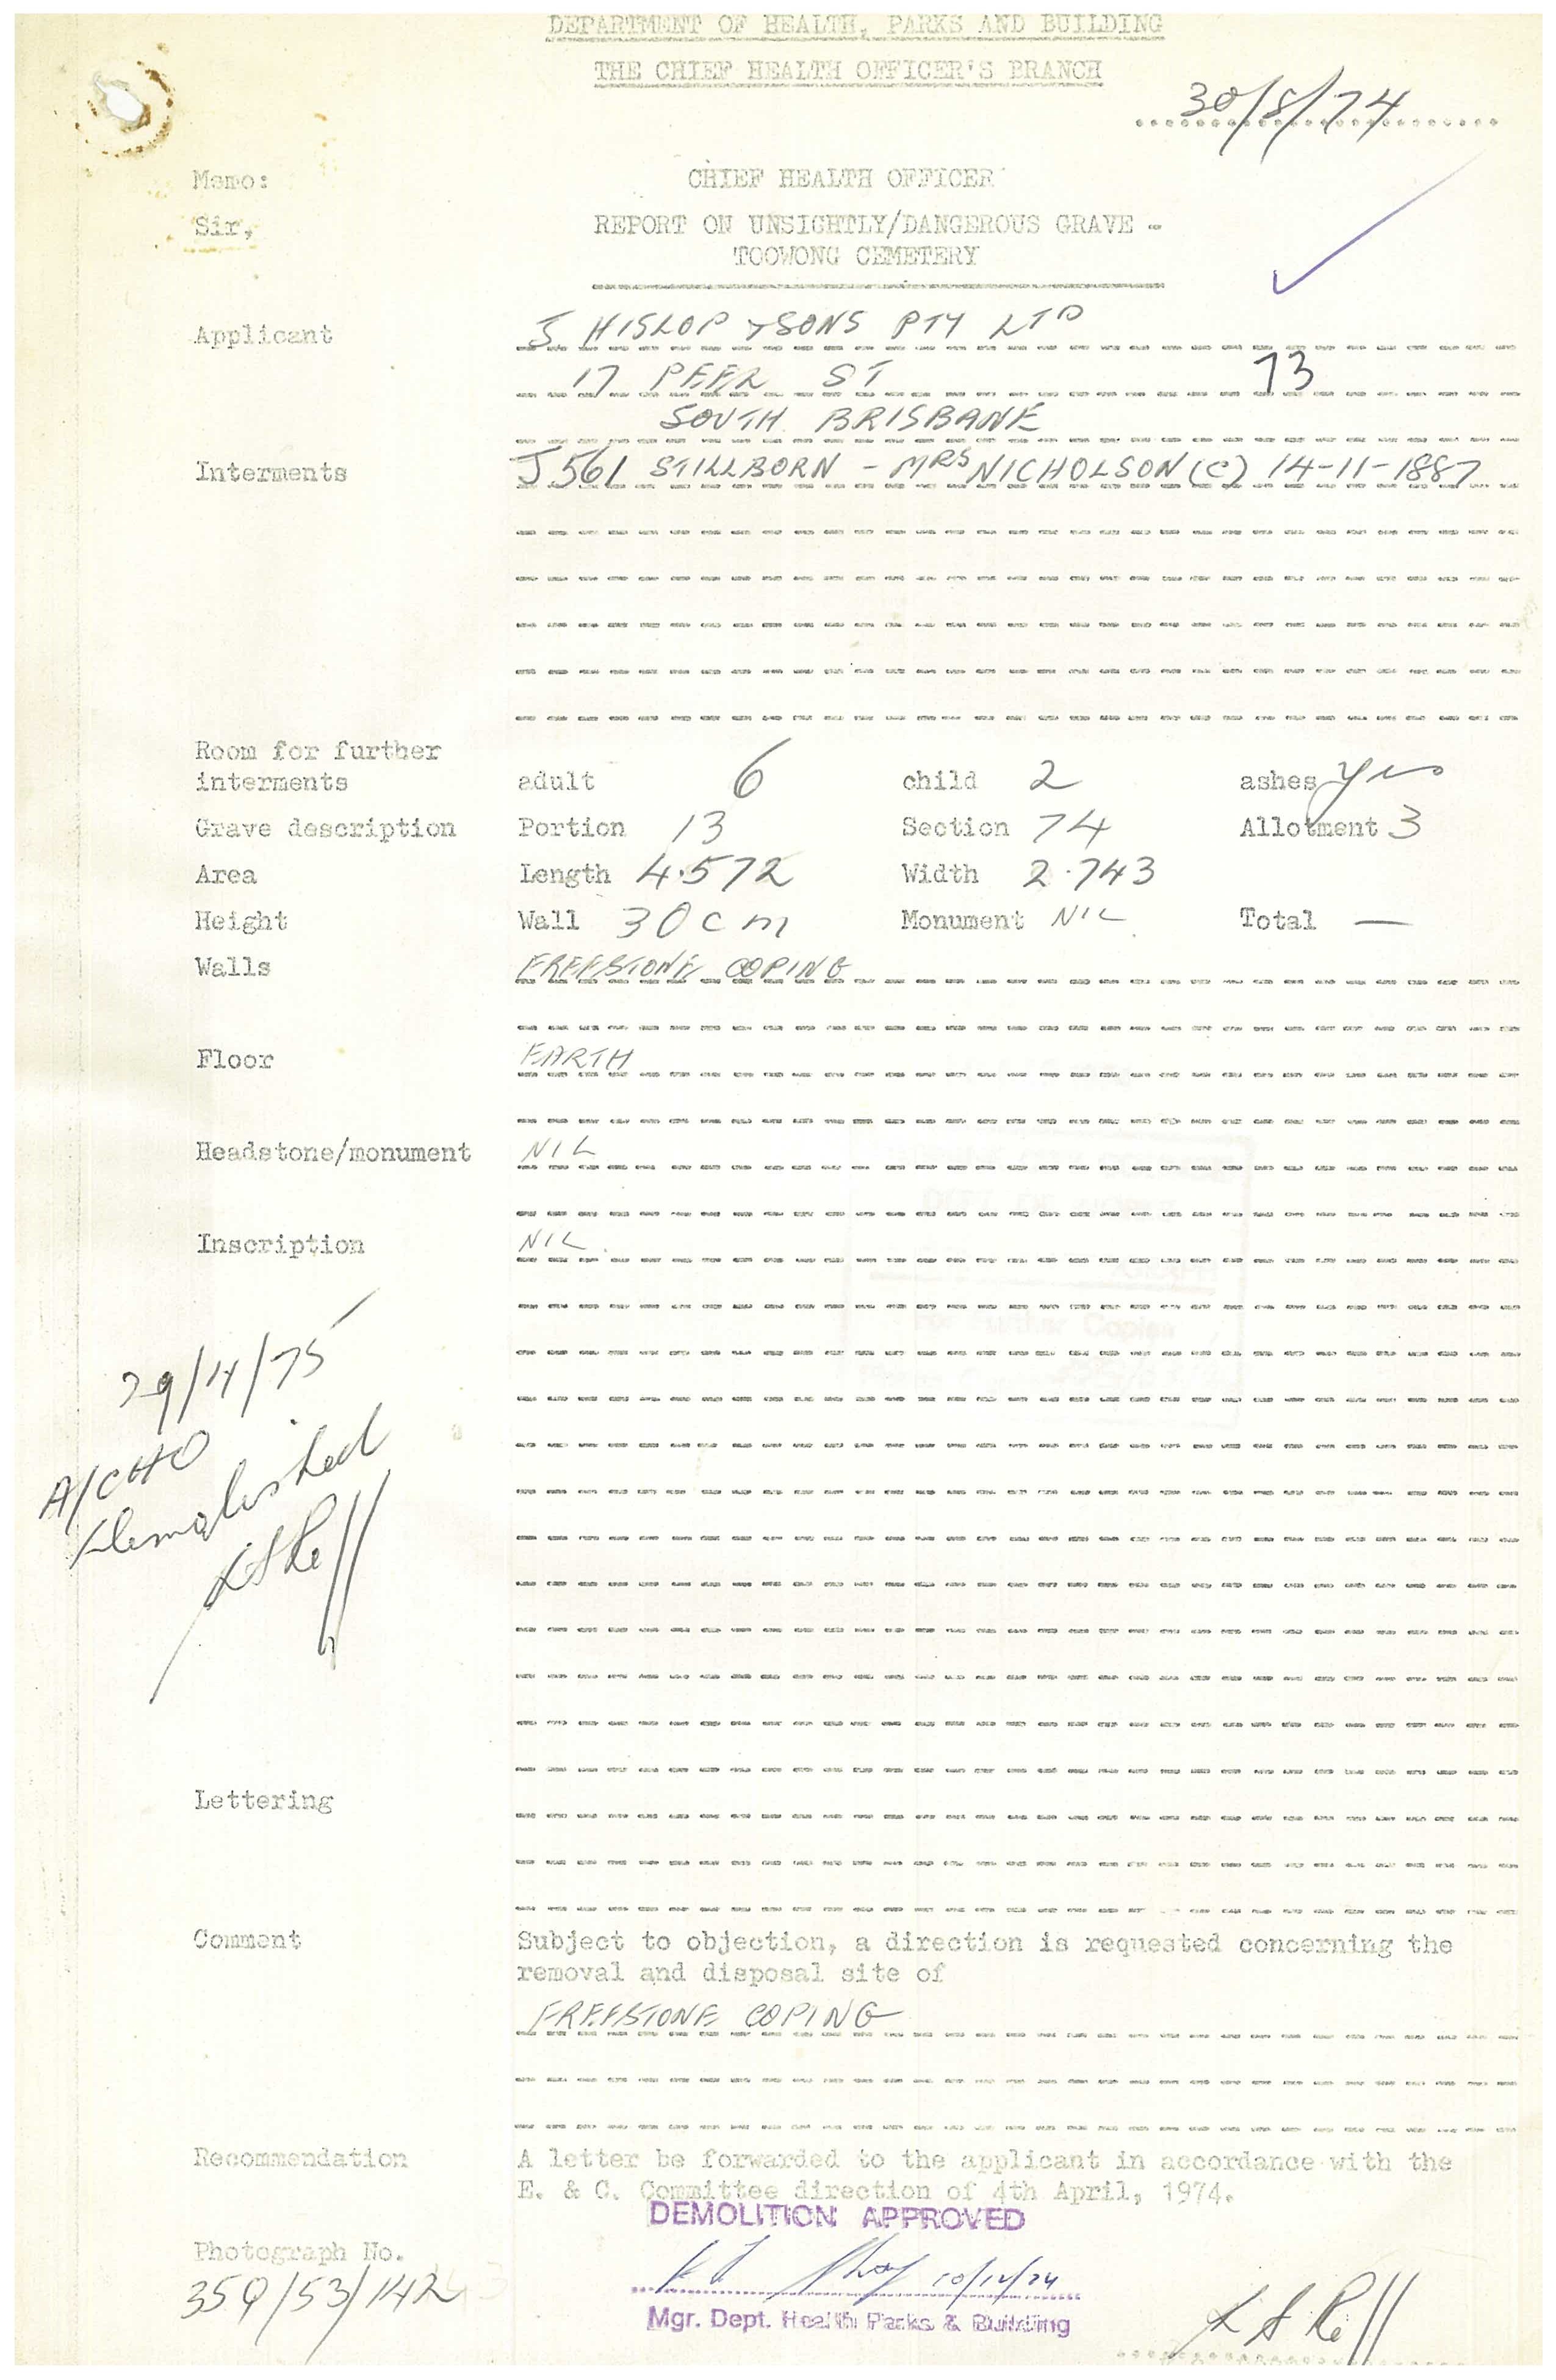 DEPARTMENT OF HEALTH, PARKS AND BUILDING
THE CHIEF HEALTH OFFICER'S BRANCH
30/8/74
Memo: CHIEF HEALTH OFFICER
Sir, REPORT ON UNSIGHTLY/DANGEROUS GRAVE -
TOOWONG CEMETERY
Applicant J HISLOP & SONS PTY LTD
17 PEEL ST 73
SOUTH BRISBANE
Interments J561 STILLBORN - MRS NICHOLSON (C) 14-11-1887
Room for further
interments adult 6 child 2 ashes yes
Grave description Portion 13 Section 74 Allotment 3
Area Length 4.572 Width 2.743
Height Wall 30cm Monument NIL Total —
Walls FREESTONE COPING
Floor EARTH
Headstone/monument NIL
Inscription NIL
29/4/75
A/CHO
demolished
Lettering
Comment Subject to objection, a direction is requested concerning the
removal and disposal site of
FREESTONE COPING
Recommendation A letter be forwarded to the applicant in accordance with the
E. & C. Committee direction of 4th April, 1974.
DEMOLITION APPROVED
Photograph No.
35Q/53/142 10/12/74
Mgr. Dept. Health Parks & Building